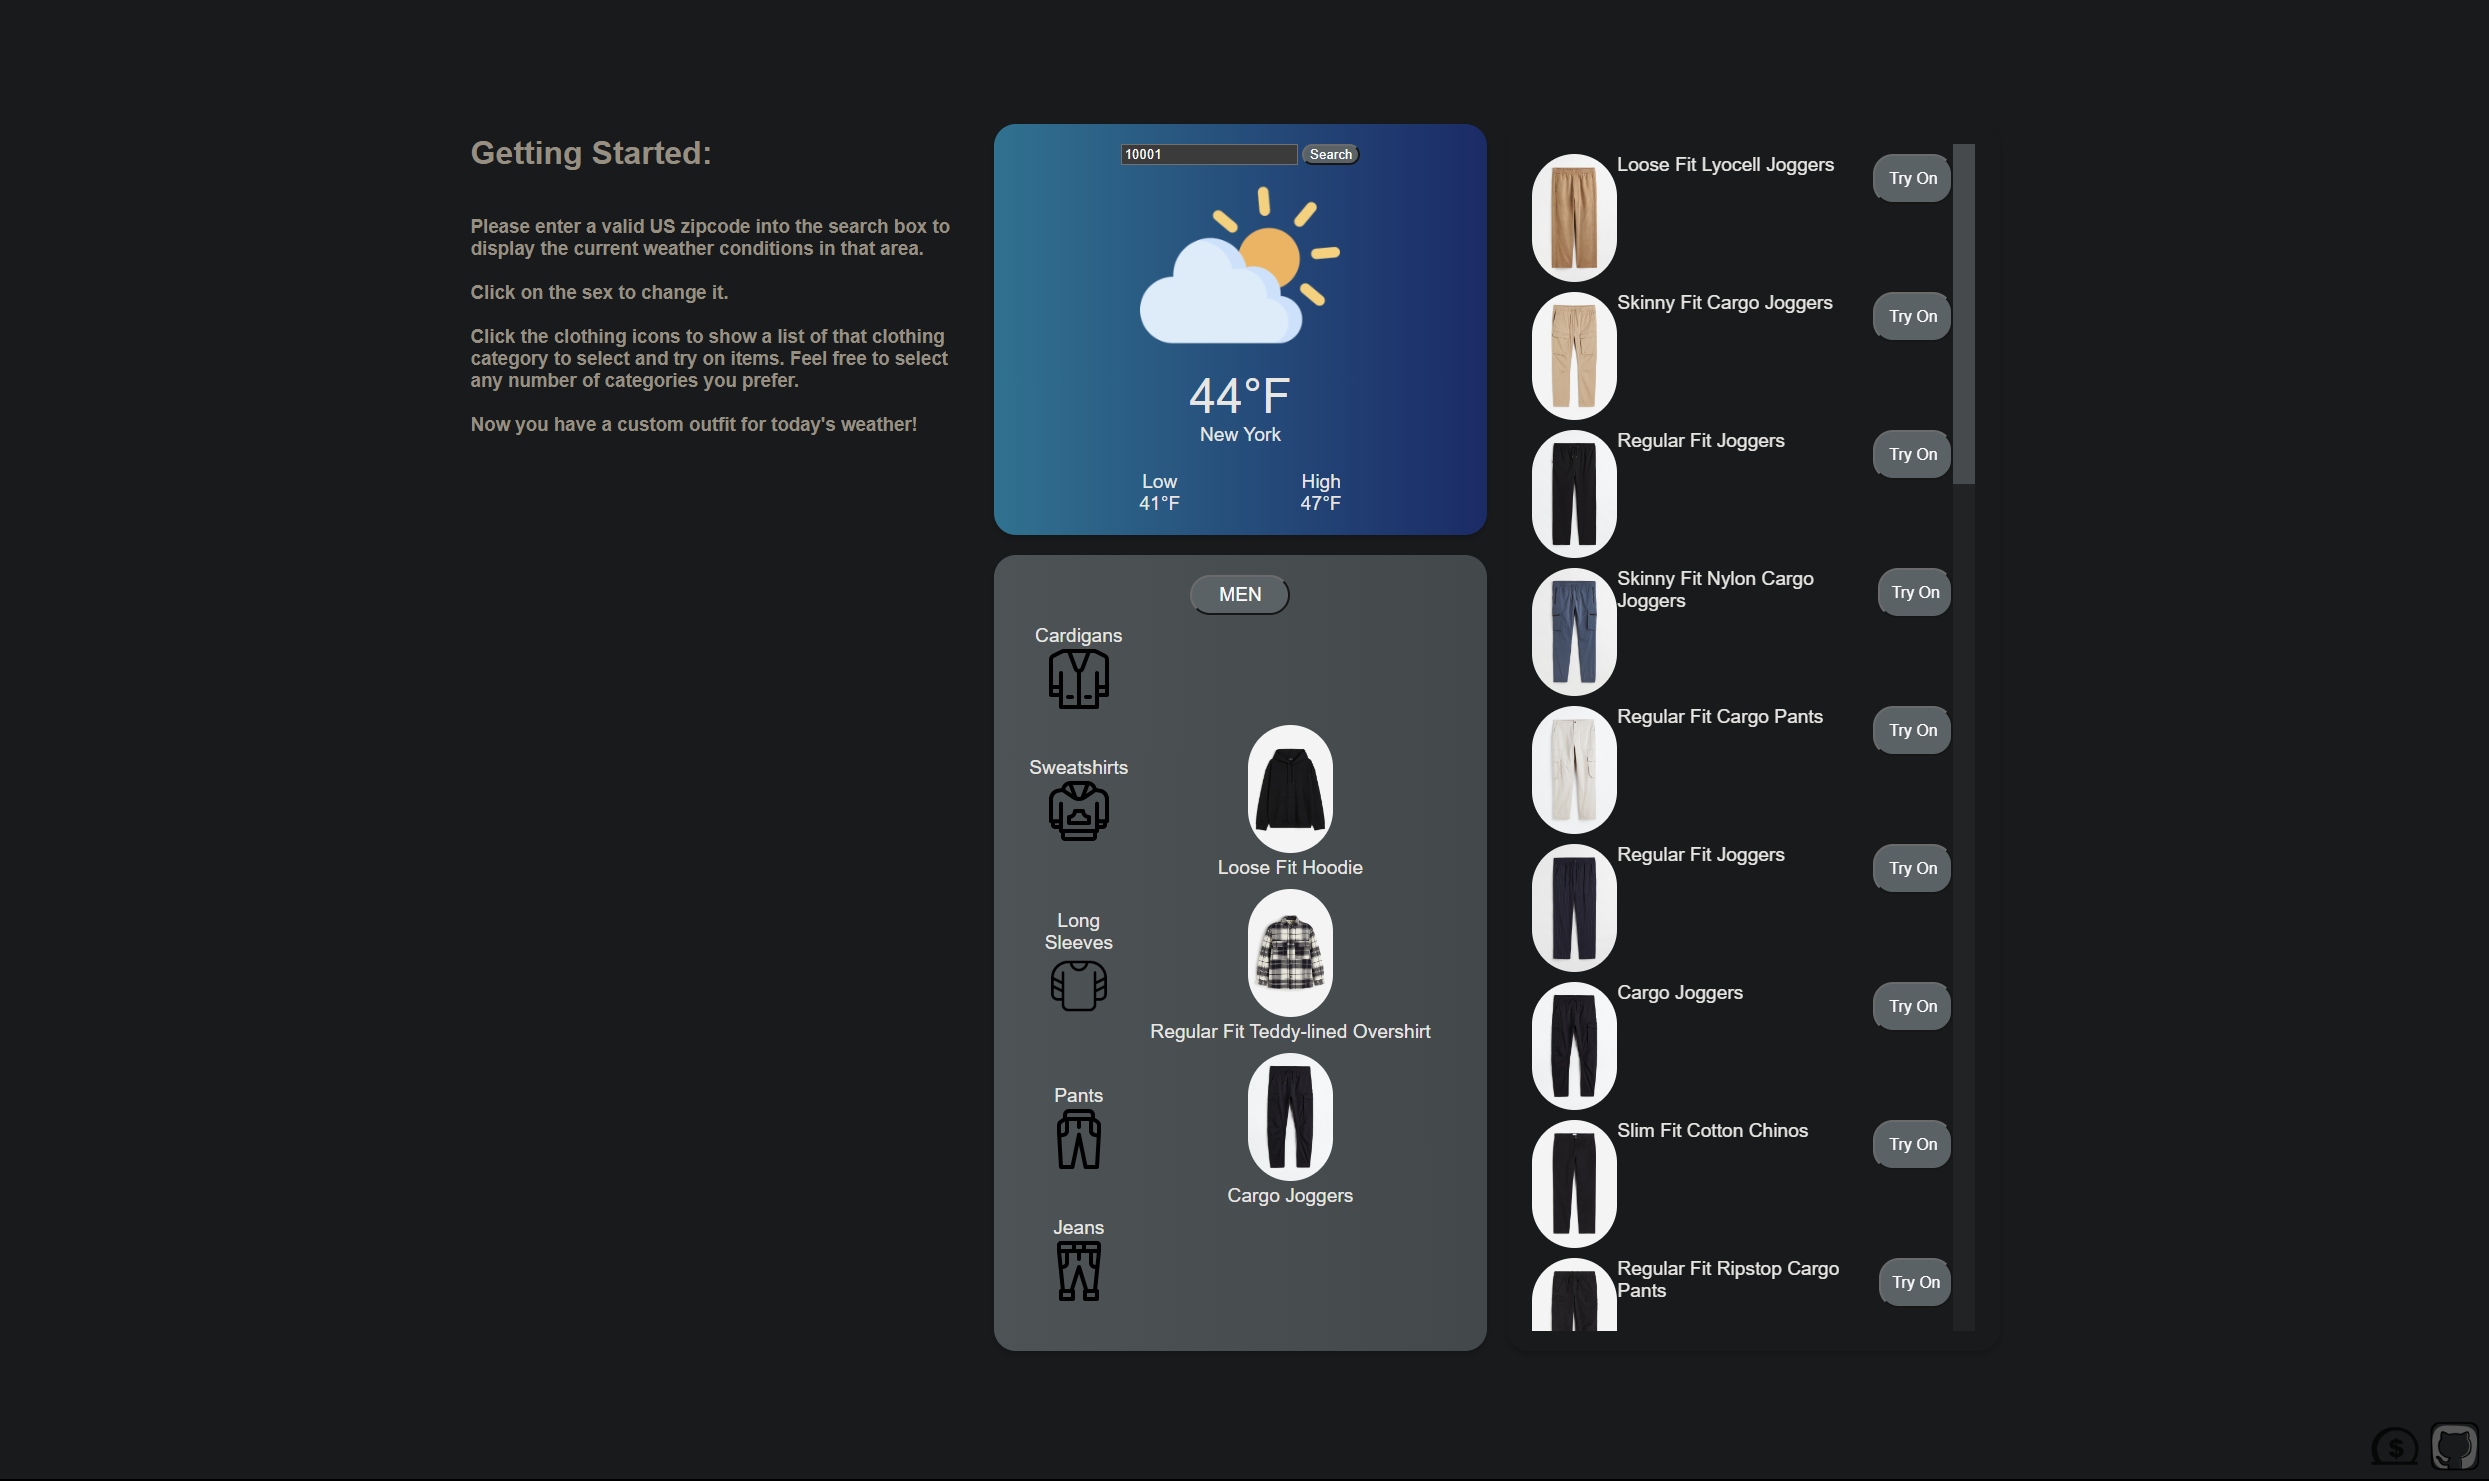 Getting Started:
Please enter a valid US zipcode into the search box to
display the current weather conditions in that area.
Click on the sex to change it.
Click the clothing icons to show a list of that clothing
category to select and try on items. Feel free to select
any number of categories you prefer.
Now you have a custom outfit for today's weather!
10001 Search
44°F
New York
Low High
41°F 47°F
MEN
Cardigans
Sweatshirts
Loose Fit Hoodie
Long
Sleeves
Regular Fit Teddy-lined Overshirt
Pants
Cargo Joggers
Jeans
Loose Fit Lyocell Joggers Try On
Skinny Fit Cargo Joggers Try On
Regular Fit Joggers Try On
Skinny Fit Nylon Cargo Try On
Joggers
Regular Fit Cargo Pants Try On
Regular Fit Joggers Try On
Cargo Joggers Try On
Slim Fit Cotton Chinos Try On
Regular Fit Ripstop Cargo Try On
Pants
$